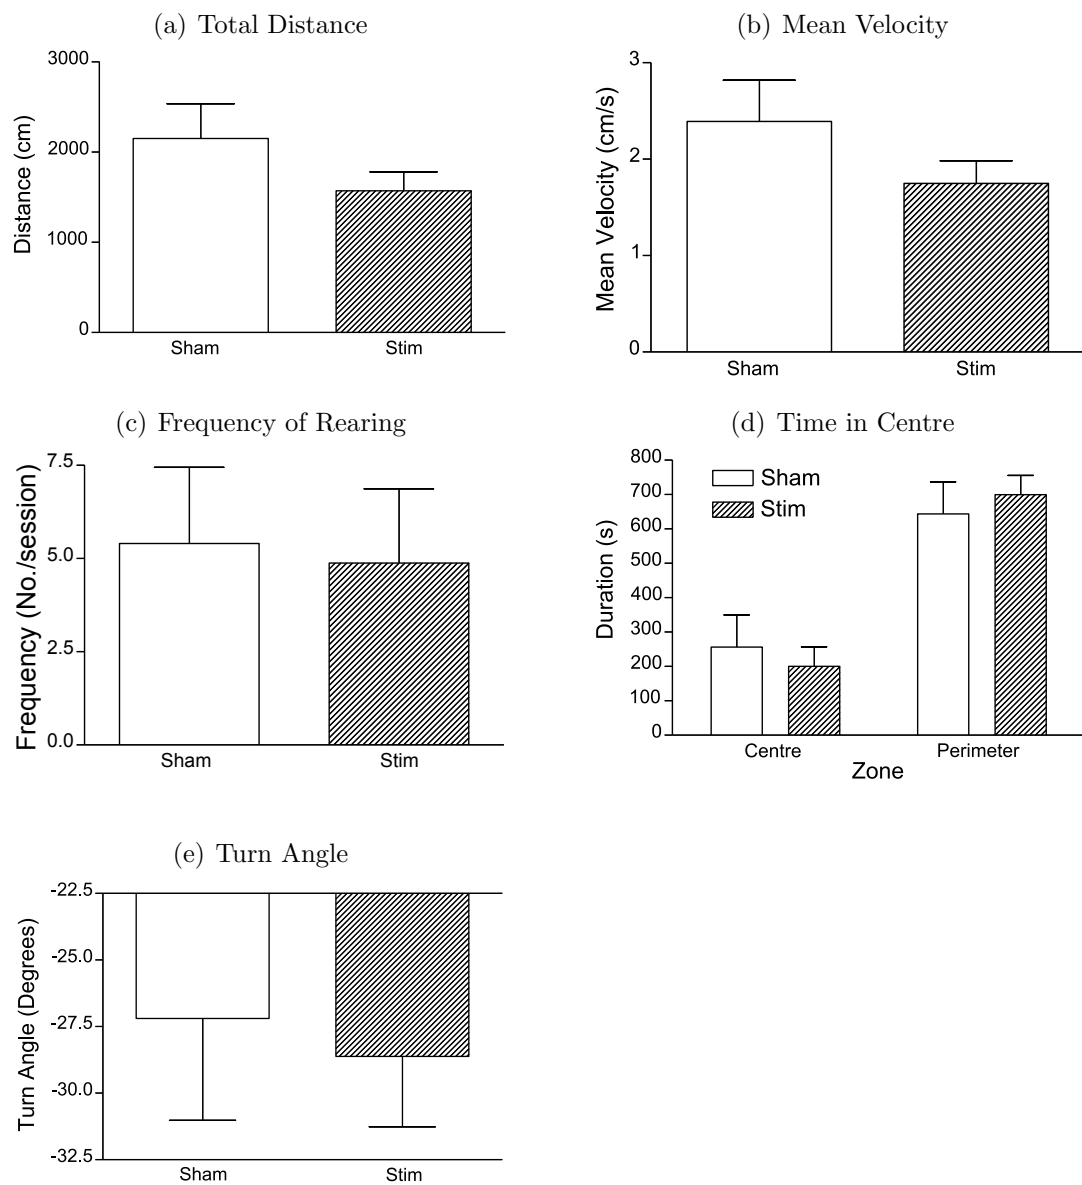 (a) Total Distance
3000
2000
1000
0
Distance (cm)
Sham Stim
(b) Mean Velocity
3
2
1
0
Mean Velocity (cm/s)
Sham Stim
(c) Frequency of Rearing
7.5
5.0
2.5
0.0
Frequency (No./session)
Sham Stim
(d) Time in Centre
800
700
600
500
400
300
200
100
0
Duration (s)
Sham
Stim
Centre Perimeter
Zone
(e) Turn Angle
-22.5
-25.0
-27.5
-30.0
-32.5
Turn Angle (Degrees)
Sham Stim